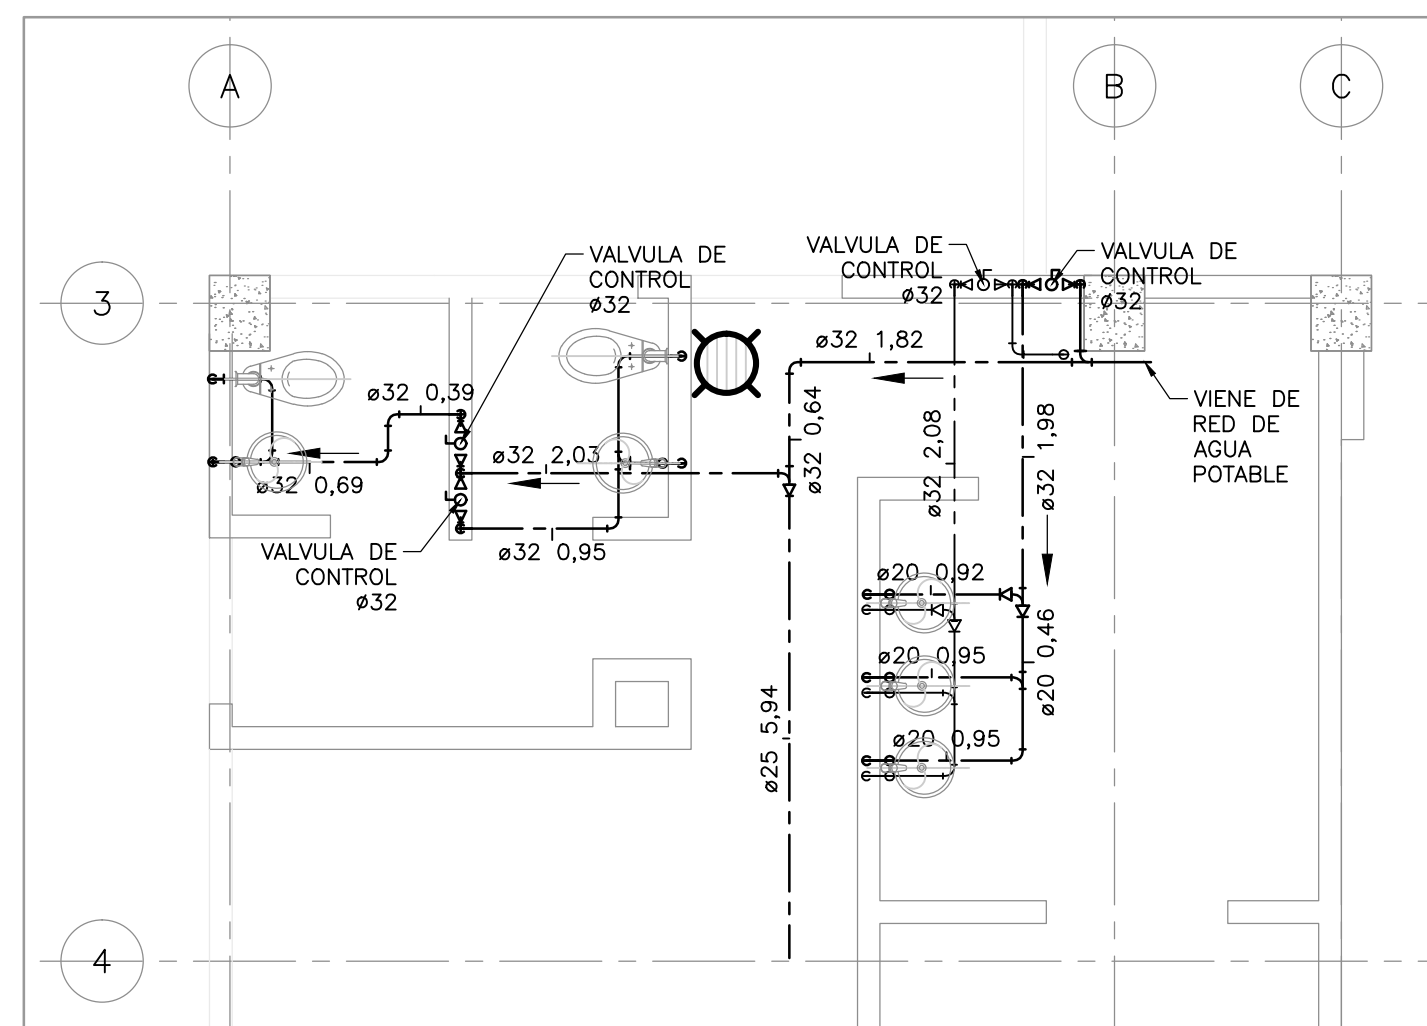 A
B
C
3
VALVULA DE
CONTROL
ø32
VALVULA DE
CONTROL
ø32
VALVULA DE
CONTROL
ø32
ø32 1,82
ø32 0,39
ø32 0,64
ø32 2,08
ø32 1,98
VIENE DE
RED DE
AGUA
POTABLE
ø32 2,03
ø32 0,69
ø32 0,95
VALVULA DE
CONTROL
ø32
ø20 0,92
ø20 0,46
ø20 0,95
ø25 5,94
ø20 0,95
4